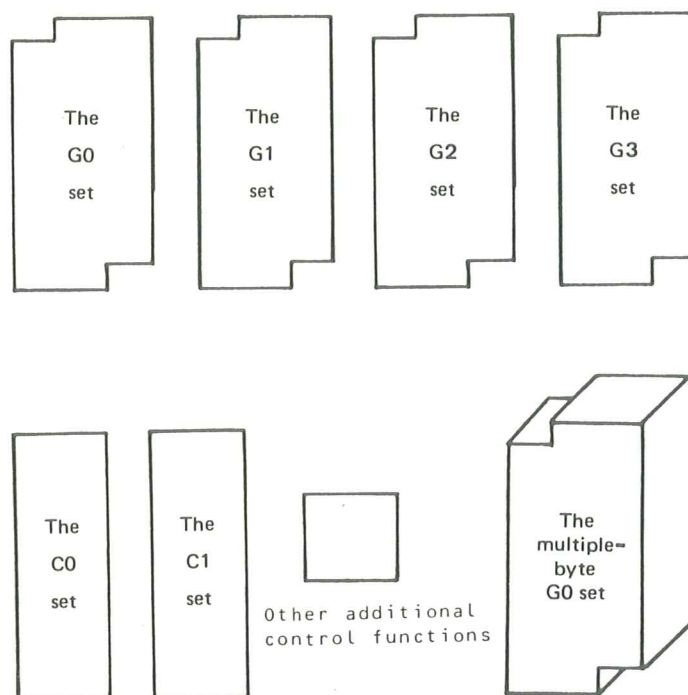 The
G0
set
The
G1
set
The
G2
set
The
G3
set
The
C0
set
The
C1
set
Other additional
control functions
The
multiple-
byte
G0 set